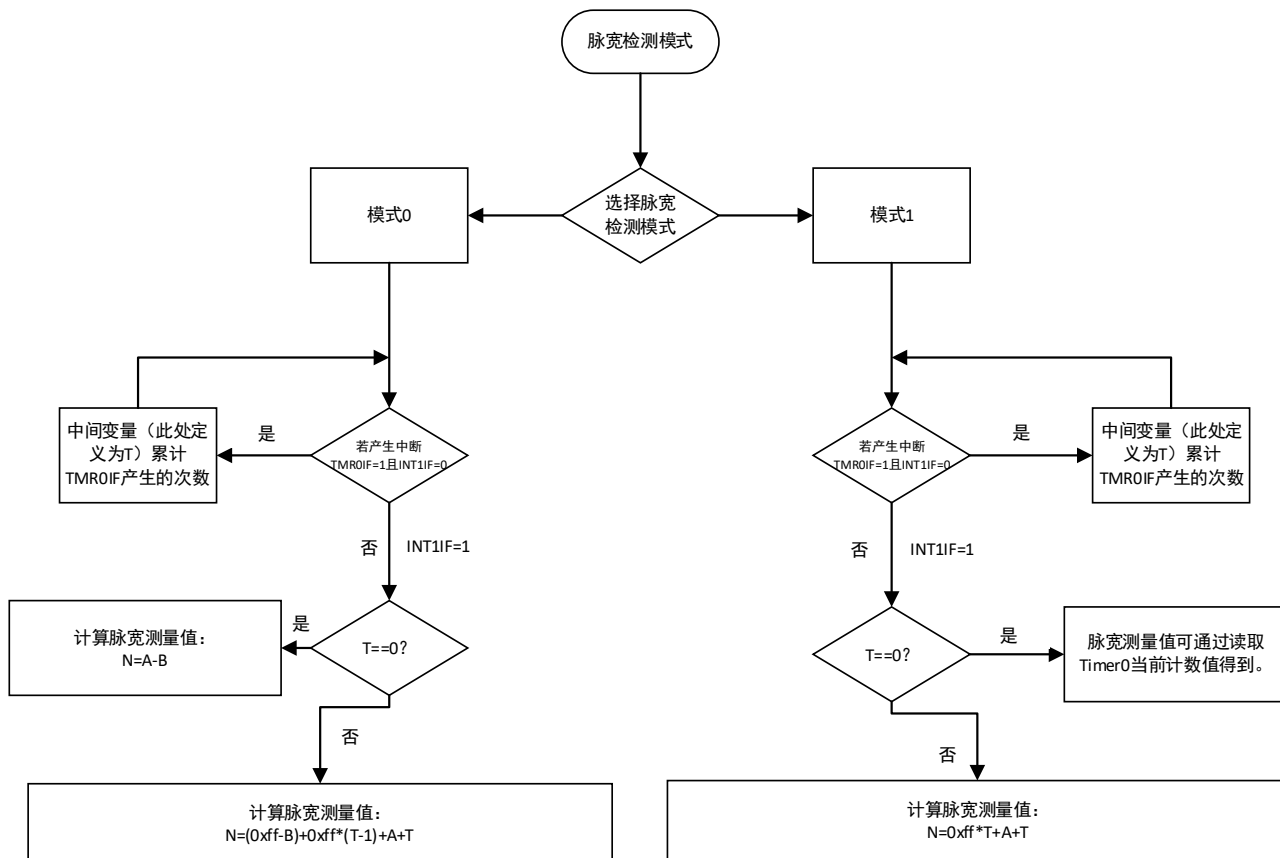 脉宽检测模式
选择脉宽
检测模式
模式0
模式1
中间变量（此处定
义为T）累计
TMR0IF产生的次数
是
若产生中断
TMR0IF=1且INT1IF=0
若产生中断
TMR0IF=1且INT1IF=0
是
中间变量（此处定
义为T）累计
TMR0IF产生的次数
否
INT1IF=1
否
INT1IF=1
计算脉宽测量值：
N=A-B
是
T==0？
T==0？
是
脉宽测量值可通过读取
Timer0当前计数值得到。
否
否
计算脉宽测量值：
N=(0xff-B)+0xff*(T-1)+A+T
计算脉宽测量值：
N=0xff*T+A+T